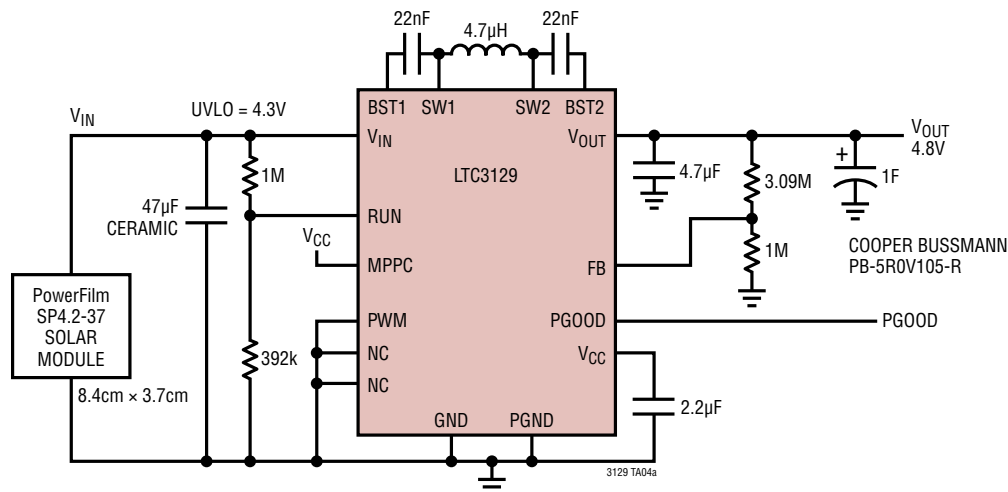 22nF
4.7µH
22nF
BST1
SW1
SW2
BST2
V_IN
UVLO = 4.3V
V_IN
V_OUT
V_OUT
4.8V
LTC3129
1M
4.7µF
3.09M
+
1F
47µF
CERAMIC
RUN
V_CC
MPPC
FB
1M
COOPER BUSSMANN
PB-5R0V105-R
PowerFilm
SP4.2-37
SOLAR
MODULE
PWM
PGOOD
PGOOD
NC
V_CC
392k
NC
8.4cm × 3.7cm
2.2µF
GND
PGND
3129 TA04a